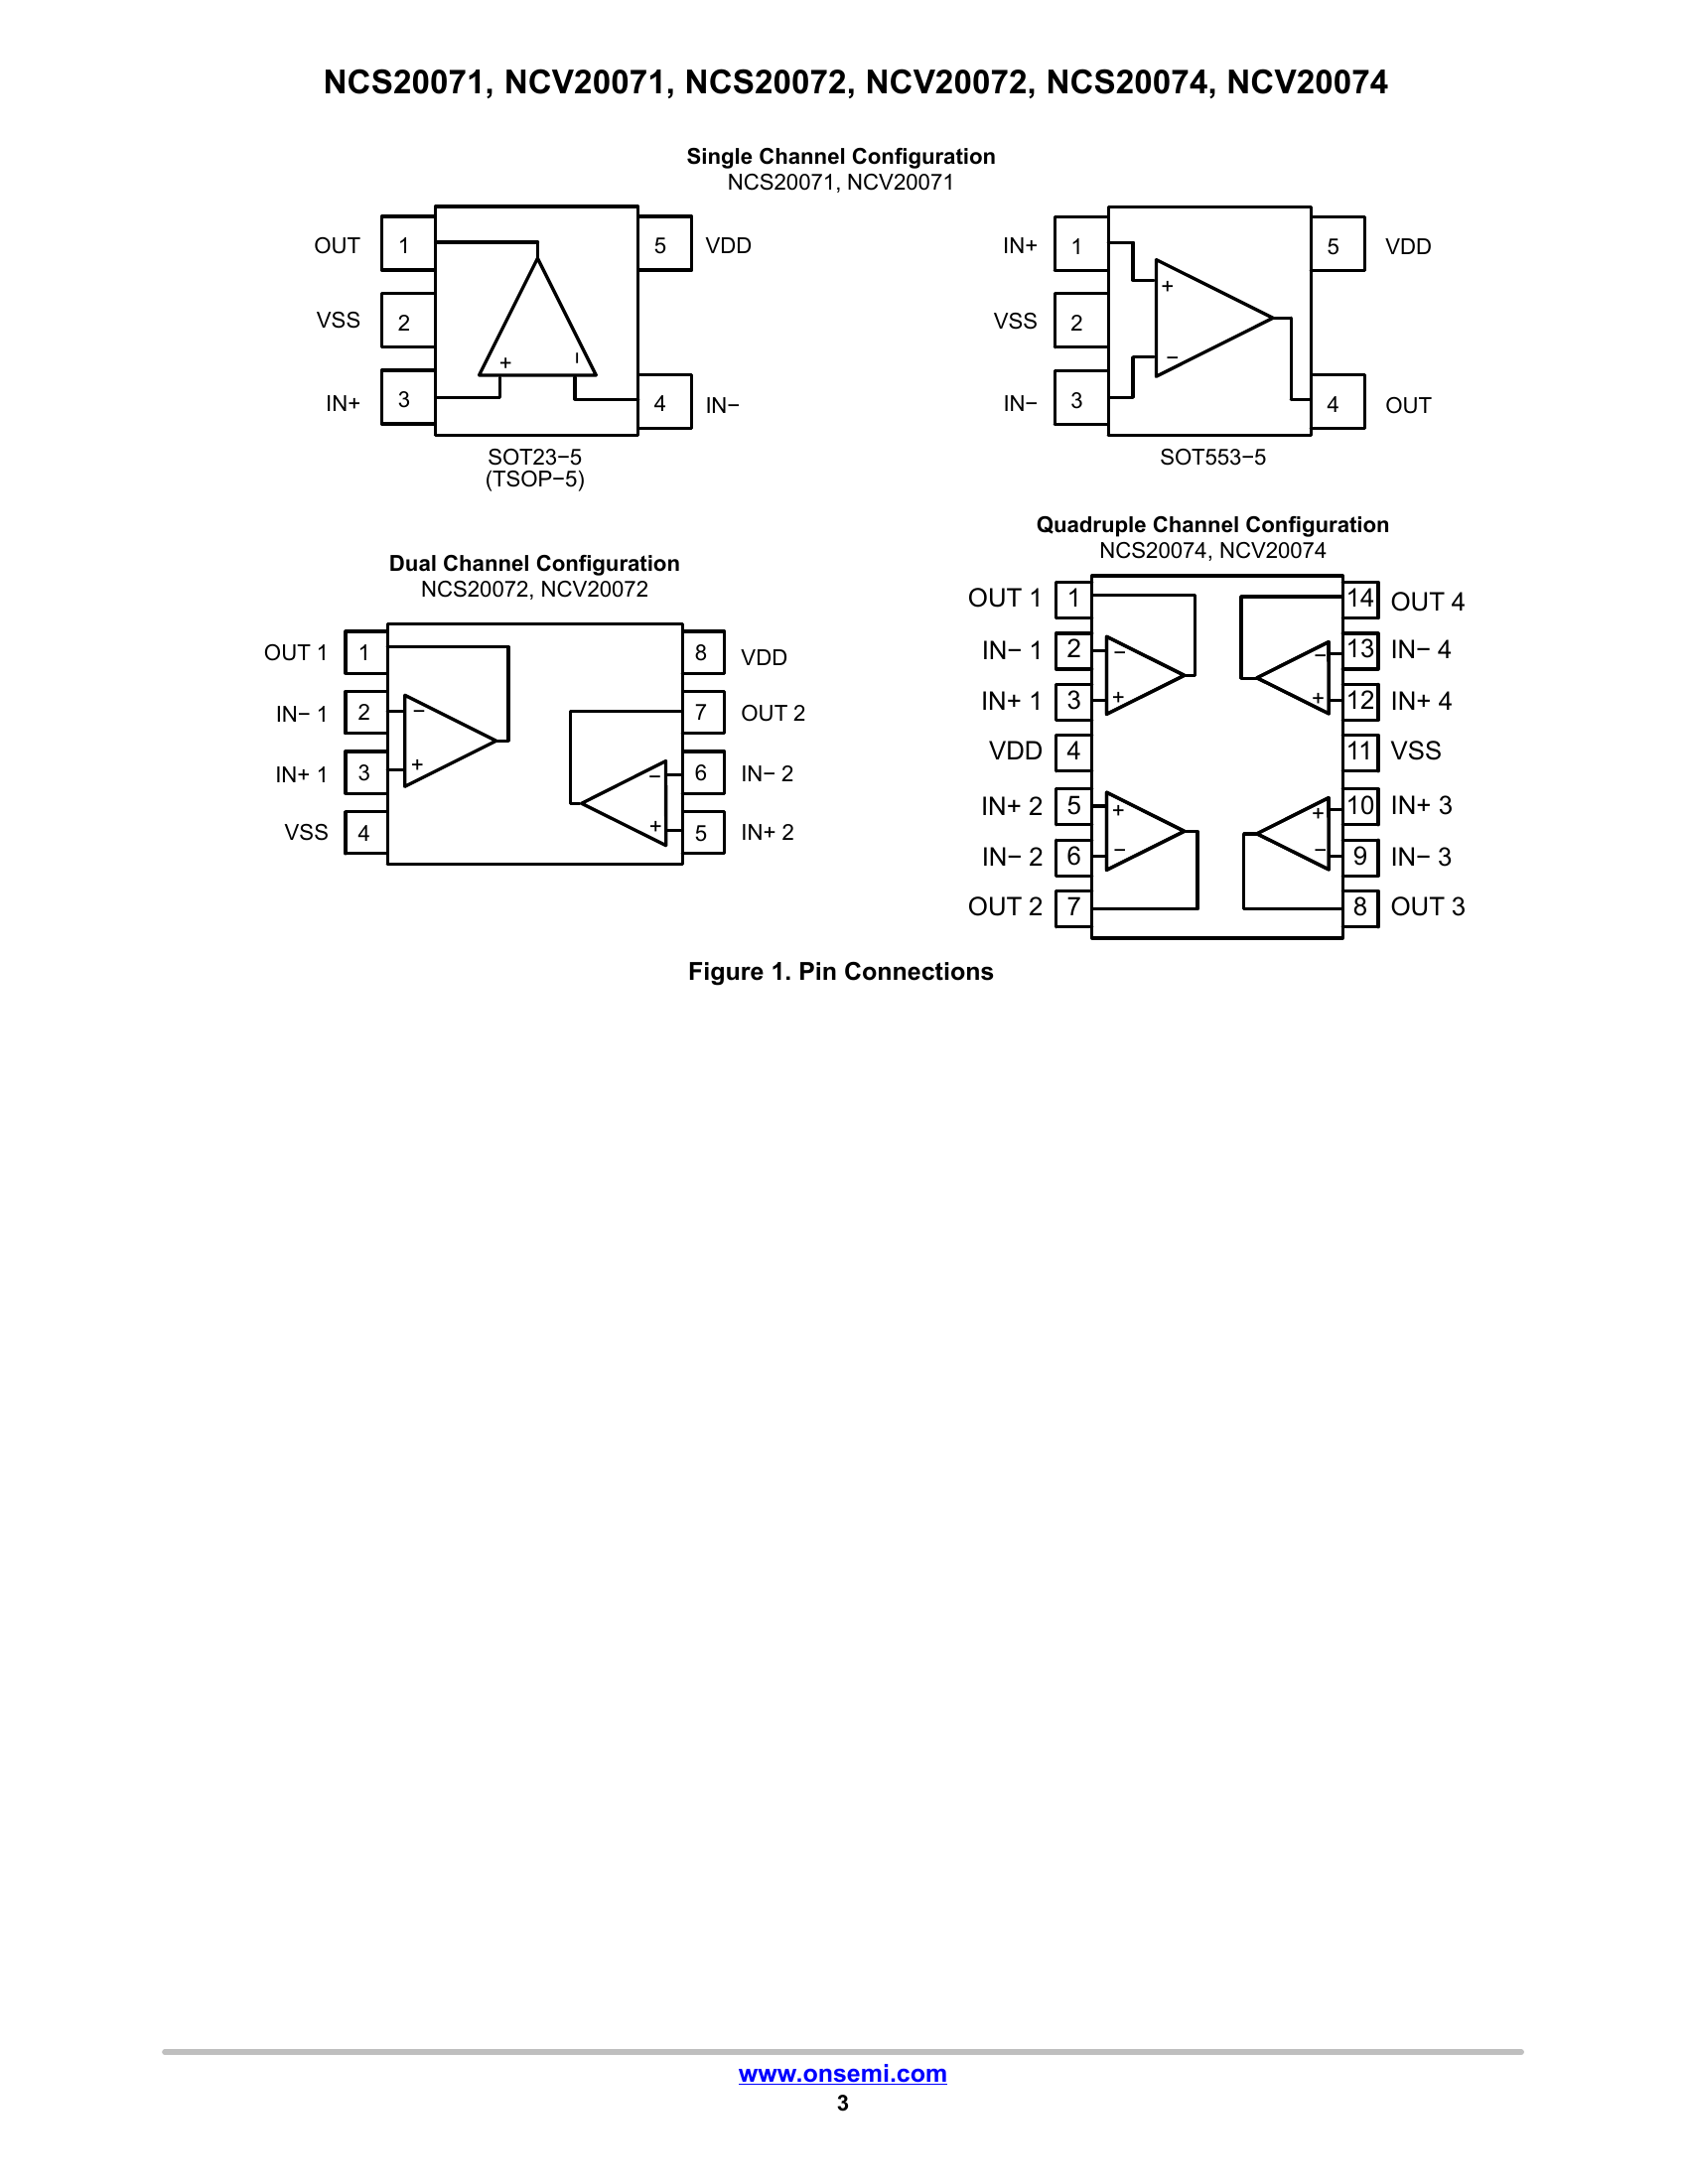 NCS20071, NCV20071, NCS20072, NCV20072, NCS20074, NCV20074
Single Channel Configuration
NCS20071, NCV20071
OUT 1 5 VDD
VSS 2
+ −
IN+ 3 4 IN−
SOT23−5
(TSOP−5)
IN+ 1 5 VDD
+
VSS 2
−
IN− 3 4 OUT
SOT553−5
Dual Channel Configuration
NCS20072, NCV20072
OUT 1 1 8 VDD
IN− 1 2 − 7 OUT 2
IN+ 1 3 + − 6 IN− 2
VSS 4 + 5 IN+ 2
Quadruple Channel Configuration
NCS20074, NCV20074
OUT 1 1 14 OUT 4
IN− 1 2 − − 13 IN− 4
IN+ 1 3 + + 12 IN+ 4
VDD 4 11 VSS
IN+ 2 5 + + 10 IN+ 3
IN− 2 6 − − 9 IN− 3
OUT 2 7 8 OUT 3
Figure 1. Pin Connections
www.onsemi.com
3